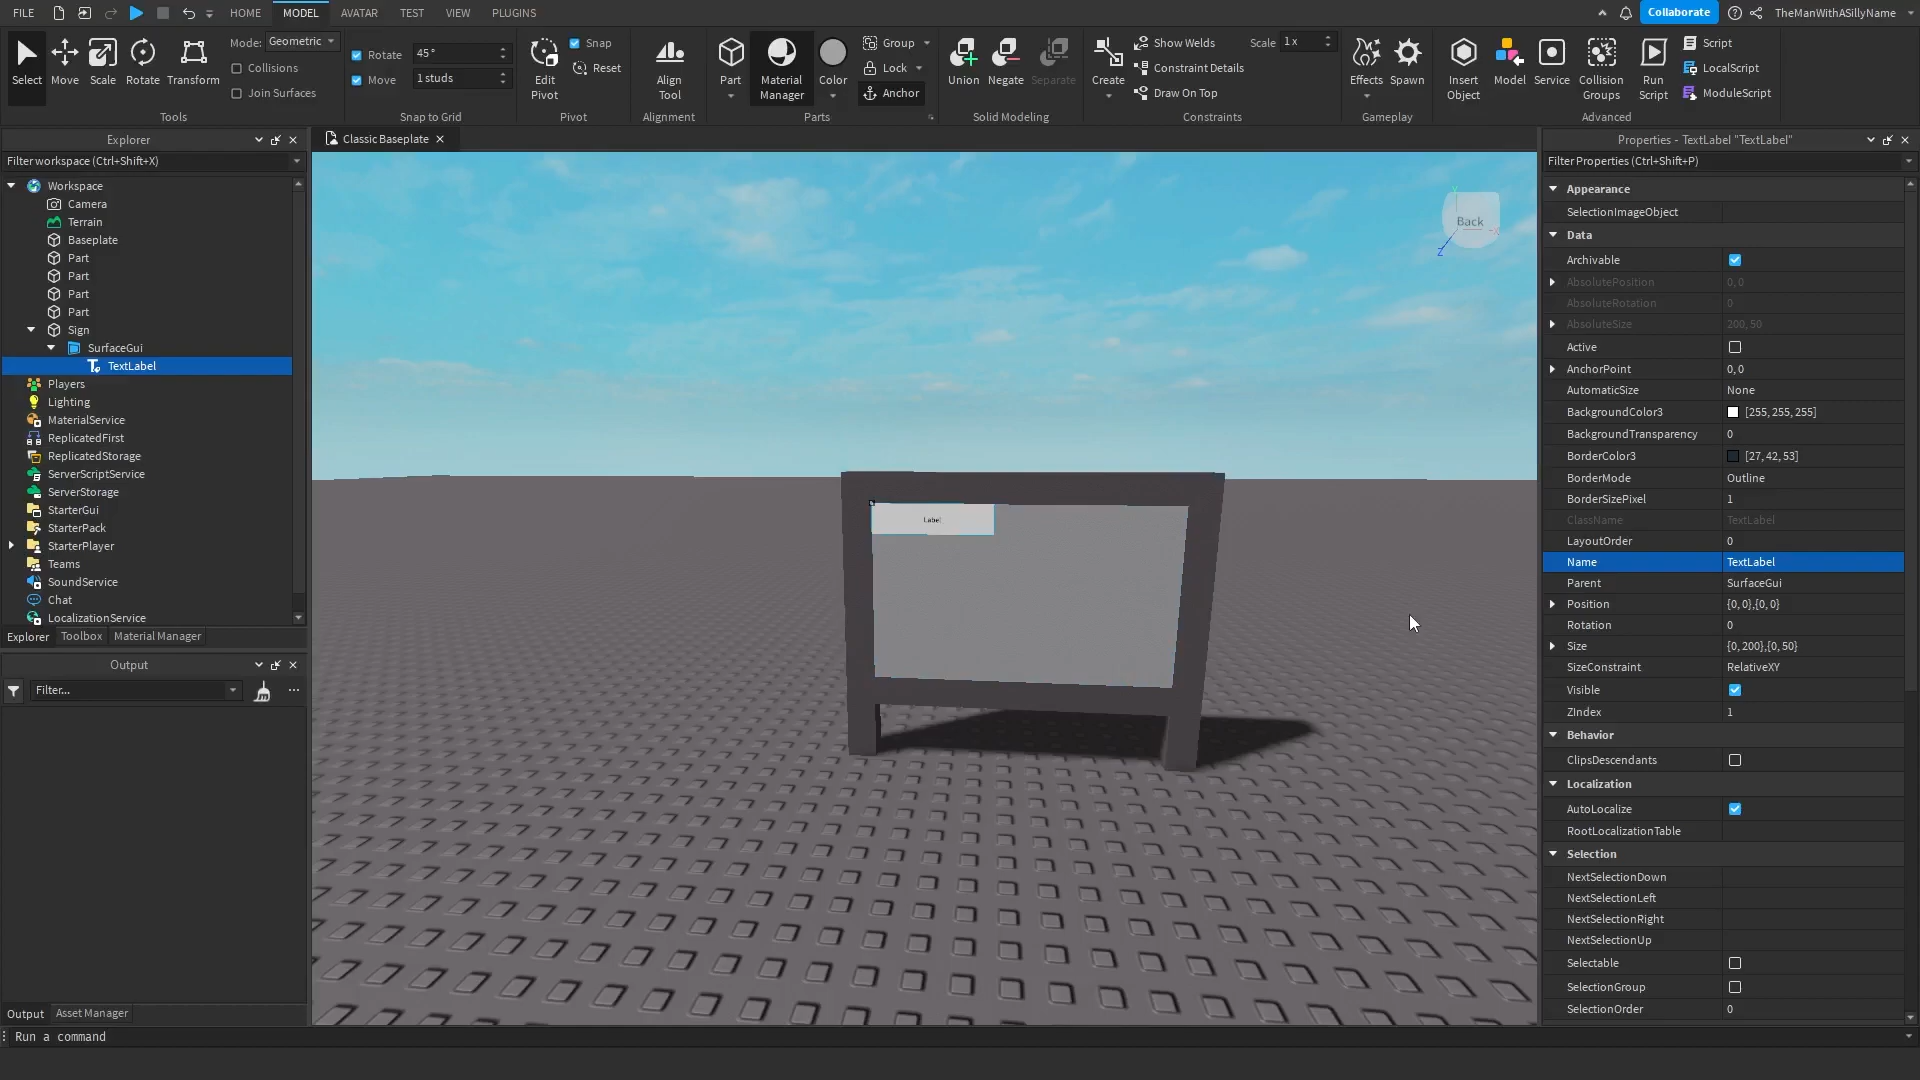 FILE HOME MODEL AVATAR TEST VIEW PLUGINS Collaborate TheManWithASillyName
Select Move Scale Rotate Transform
Mode: Geometric
Collisions
Join Surfaces
Tools
Rotate 45°
Move 1 studs
Snap to Grid
Edit Pivot
Snap
Reset
Pivot
Align Tool
Alignment
Part
Material Manager
Color
Group
Lock
Anchor
Parts
Union Negate Separate
Solid Modeling
Create
Show Welds
Scale 1 x
Constraint Details
Draw On Top
Constraints
Effects Spawn
Gameplay
Insert Object
Model
Service
Collision Groups
Run Script
Script
LocalScript
ModuleScript
Advanced
Explorer
Filter workspace (Ctrl+Shift+X)
Workspace
Camera
Terrain
Baseplate
Part
Part
Part
Part
Sign
SurfaceGui
TextLabel
Players
Lighting
MaterialService
ReplicatedFirst
ReplicatedStorage
ServerScriptService
ServerStorage
StarterGui
StarterPack
StarterPlayer
Teams
SoundService
Chat
LocalizationService
Explorer Toolbox Material Manager
Output
Filter...
Output Asset Manager
Run a command
Classic Baseplate
Back
Z
Label
Properties - TextLabel "TextLabel"
Filter Properties (Ctrl+Shift+P)
Appearance
SelectionImageObject
Data
Archivable
AbsolutePosition 0, 0
AbsoluteRotation 0
AbsoluteSize 200, 50
Active
AnchorPoint 0, 0
AutomaticSize None
BackgroundColor3 [255, 255, 255]
BackgroundTransparency 0
BorderColor3 [27, 42, 53]
BorderMode Outline
BorderSizePixel 1
ClassName TextLabel
LayoutOrder 0
Name TextLabel
Parent SurfaceGui
Position {0, 0},{0, 0}
Rotation 0
Size {0, 200},{0, 50}
SizeConstraint RelativeXY
Visible
ZIndex 1
Behavior
ClipsDescendants
Localization
AutoLocalize
RootLocalizationTable
Selection
NextSelectionDown
NextSelectionLeft
NextSelectionRight
NextSelectionUp
Selectable
SelectionGroup
SelectionOrder 0